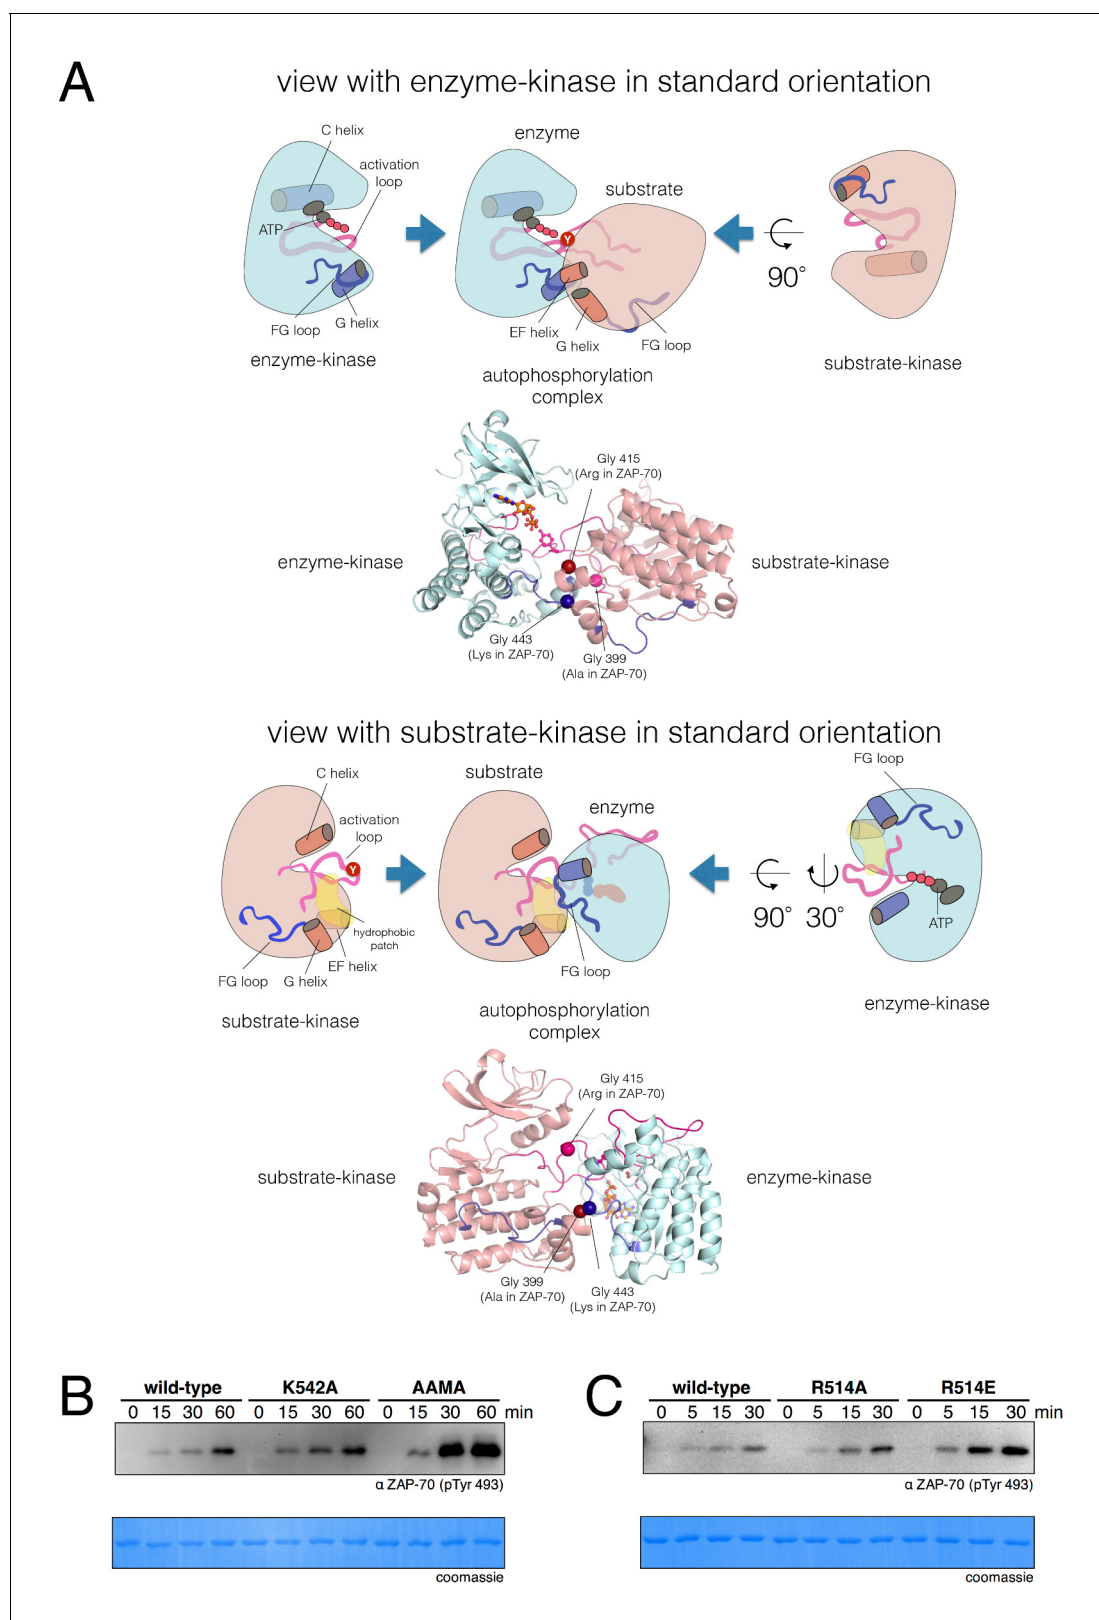 A
view with enzyme-kinase in standard orientation
C helix
activation
loop
ATP
FG loop
G helix
enzyme-kinase
enzyme
substrate
Y
EF helix
G helix
FG loop
autophosphorylation
complex
90°
substrate-kinase
Gly 415
(Arg in ZAP-70)
enzyme-kinase
substrate-kinase
Gly 443
(Lys in ZAP-70)
Gly 399
(Ala in ZAP-70)
view with substrate-kinase in standard orientation
C helix
activation
loop
Y
hydrophobic
patch
EF helix
FG loop
G helix
substrate-kinase
substrate
enzyme
FG loop
autophosphorylation
complex
90° 30°
FG loop
ATP
enzyme-kinase
Gly 415
(Arg in ZAP-70)
substrate-kinase
enzyme-kinase
Gly 399
(Ala in ZAP-70)
Gly 443
(Lys in ZAP-70)
B
wild-type K542A AAMA
0 15 30 60 0 15 30 60 0 15 30 60 min
α ZAP-70 (pTyr 493)
coomassie
C
wild-type R514A R514E
0 5 15 30 0 5 15 30 0 5 15 30 min
α ZAP-70 (pTyr 493)
coomassie